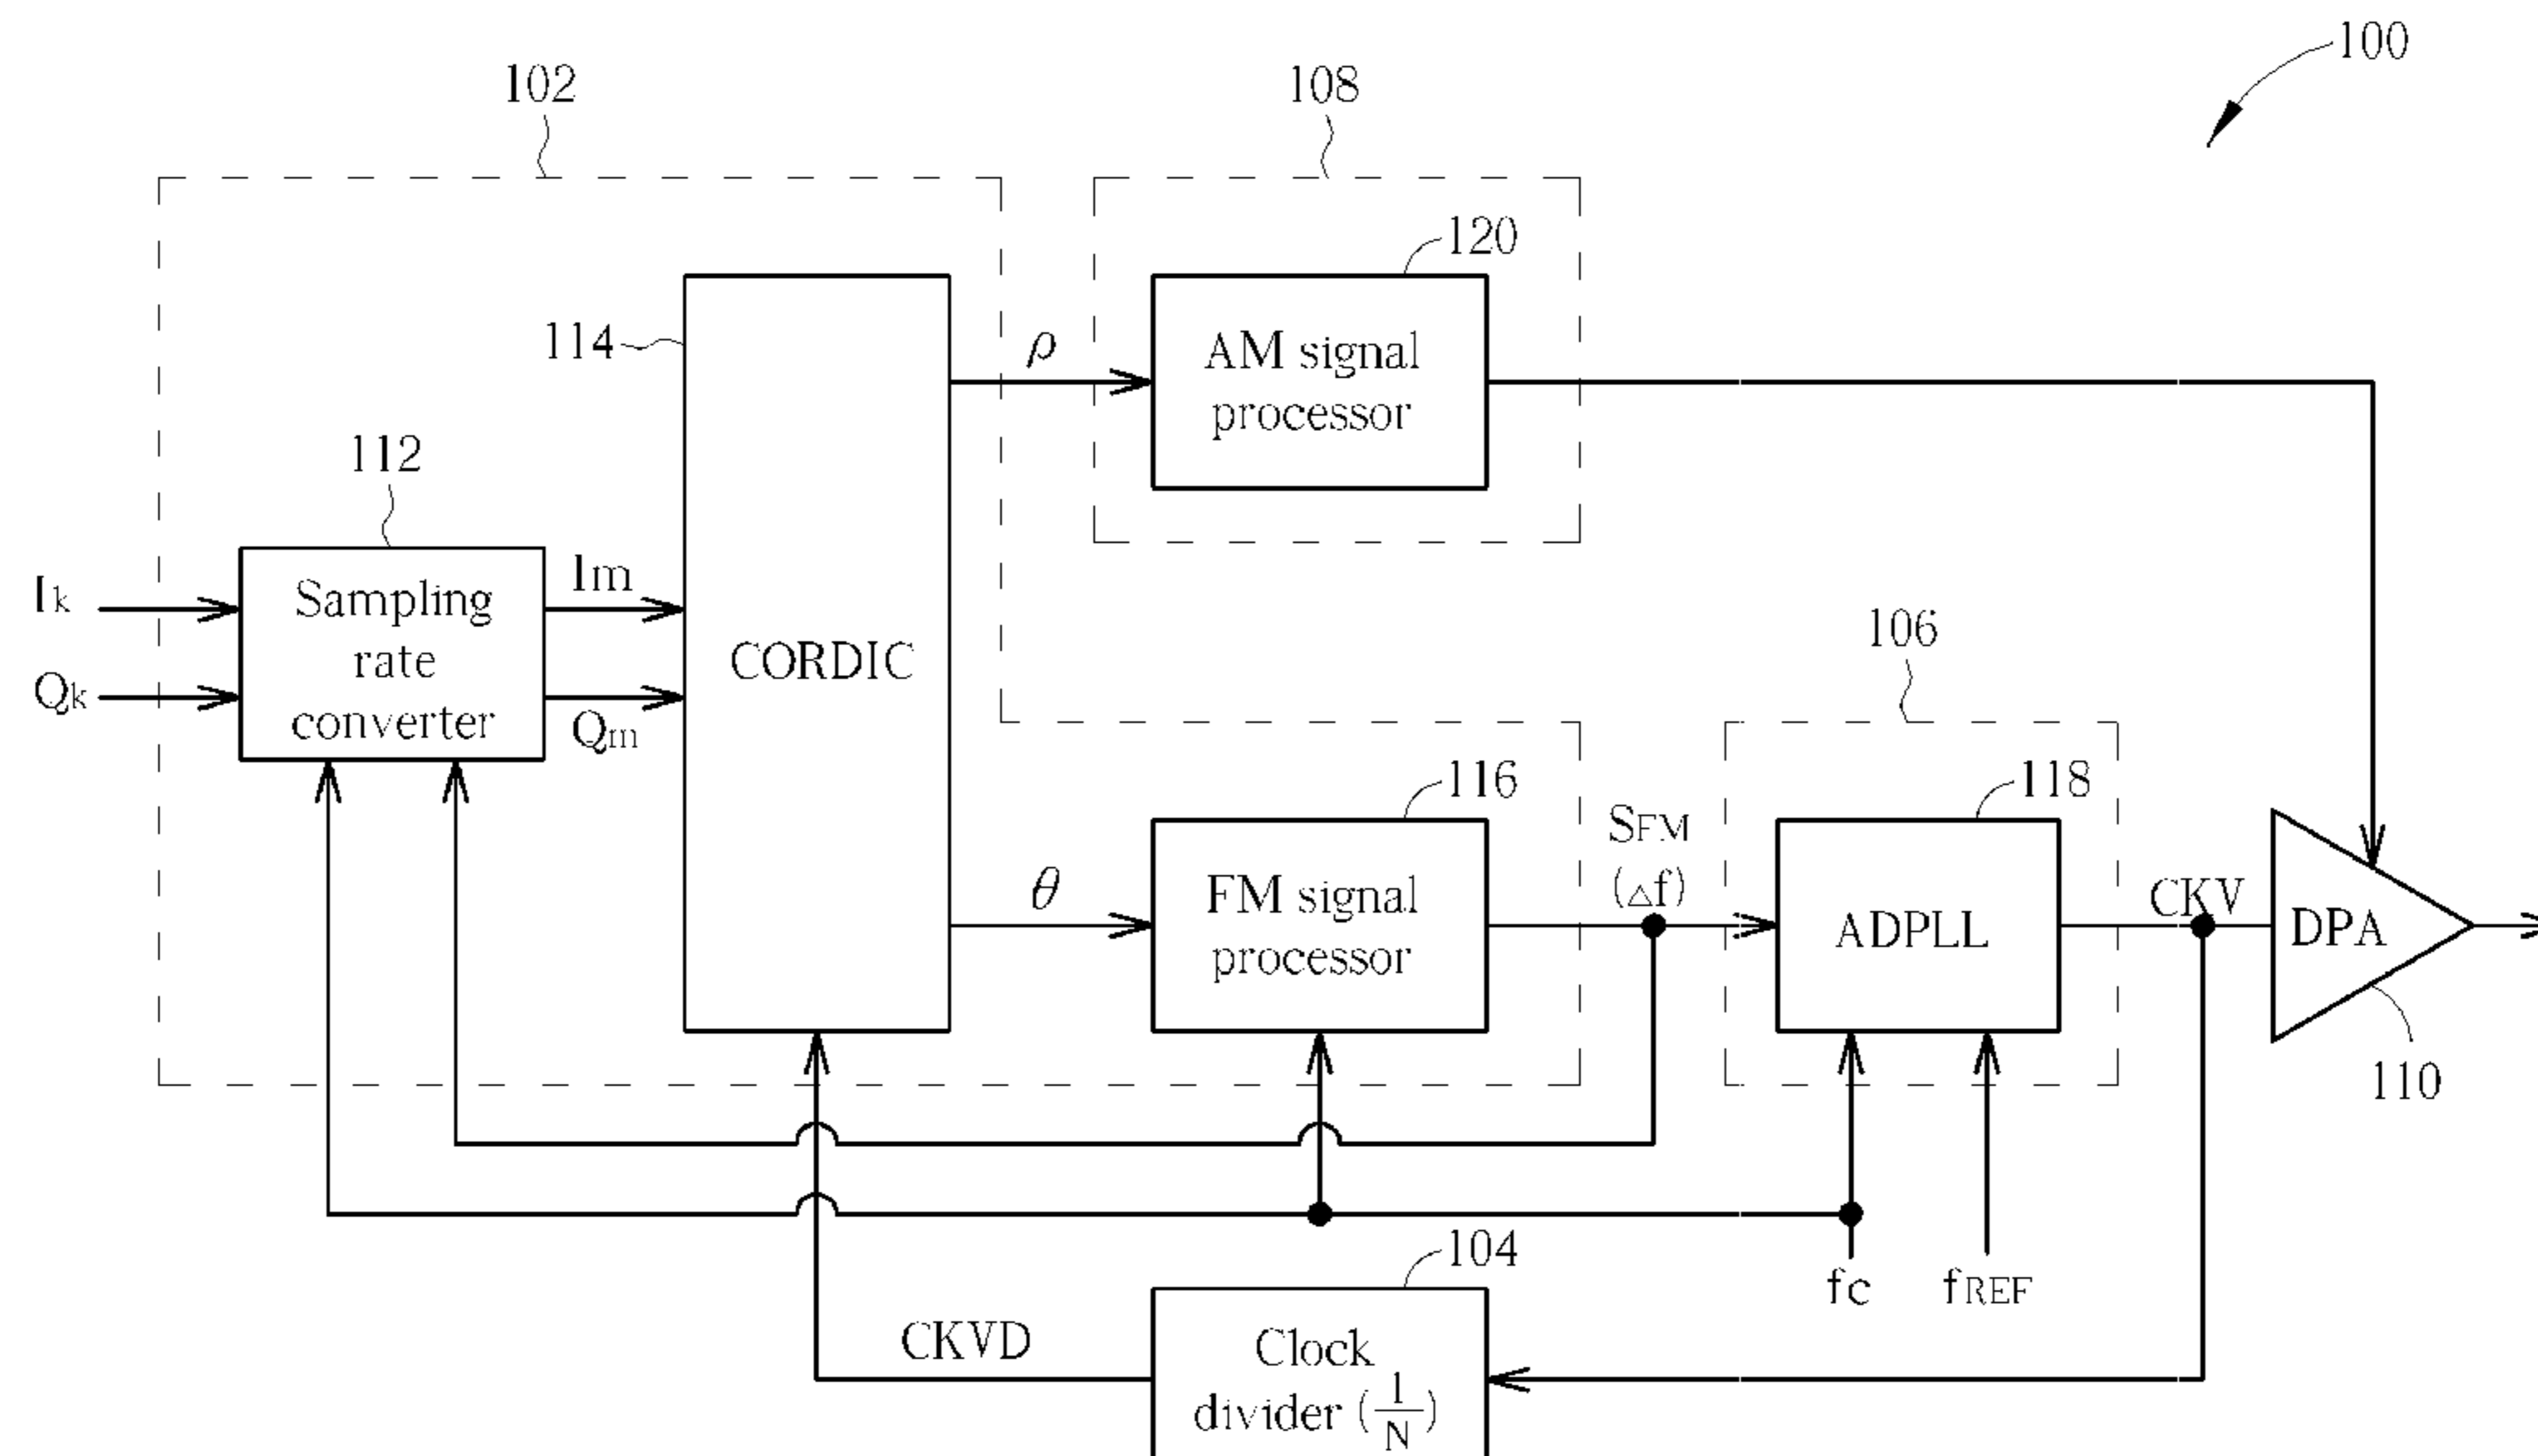 100
102
108
120
AM signal
processor
114
ρ
112
Ik
Sampling
rate
converter
Im
CORDIC
Qk
Qm
106
116
118
SFM
(△f)
θ
FM signal
processor
ADPLL
CKV
DPA
110
104
fc
fREF
CKVD
Clock
divider (1/N)